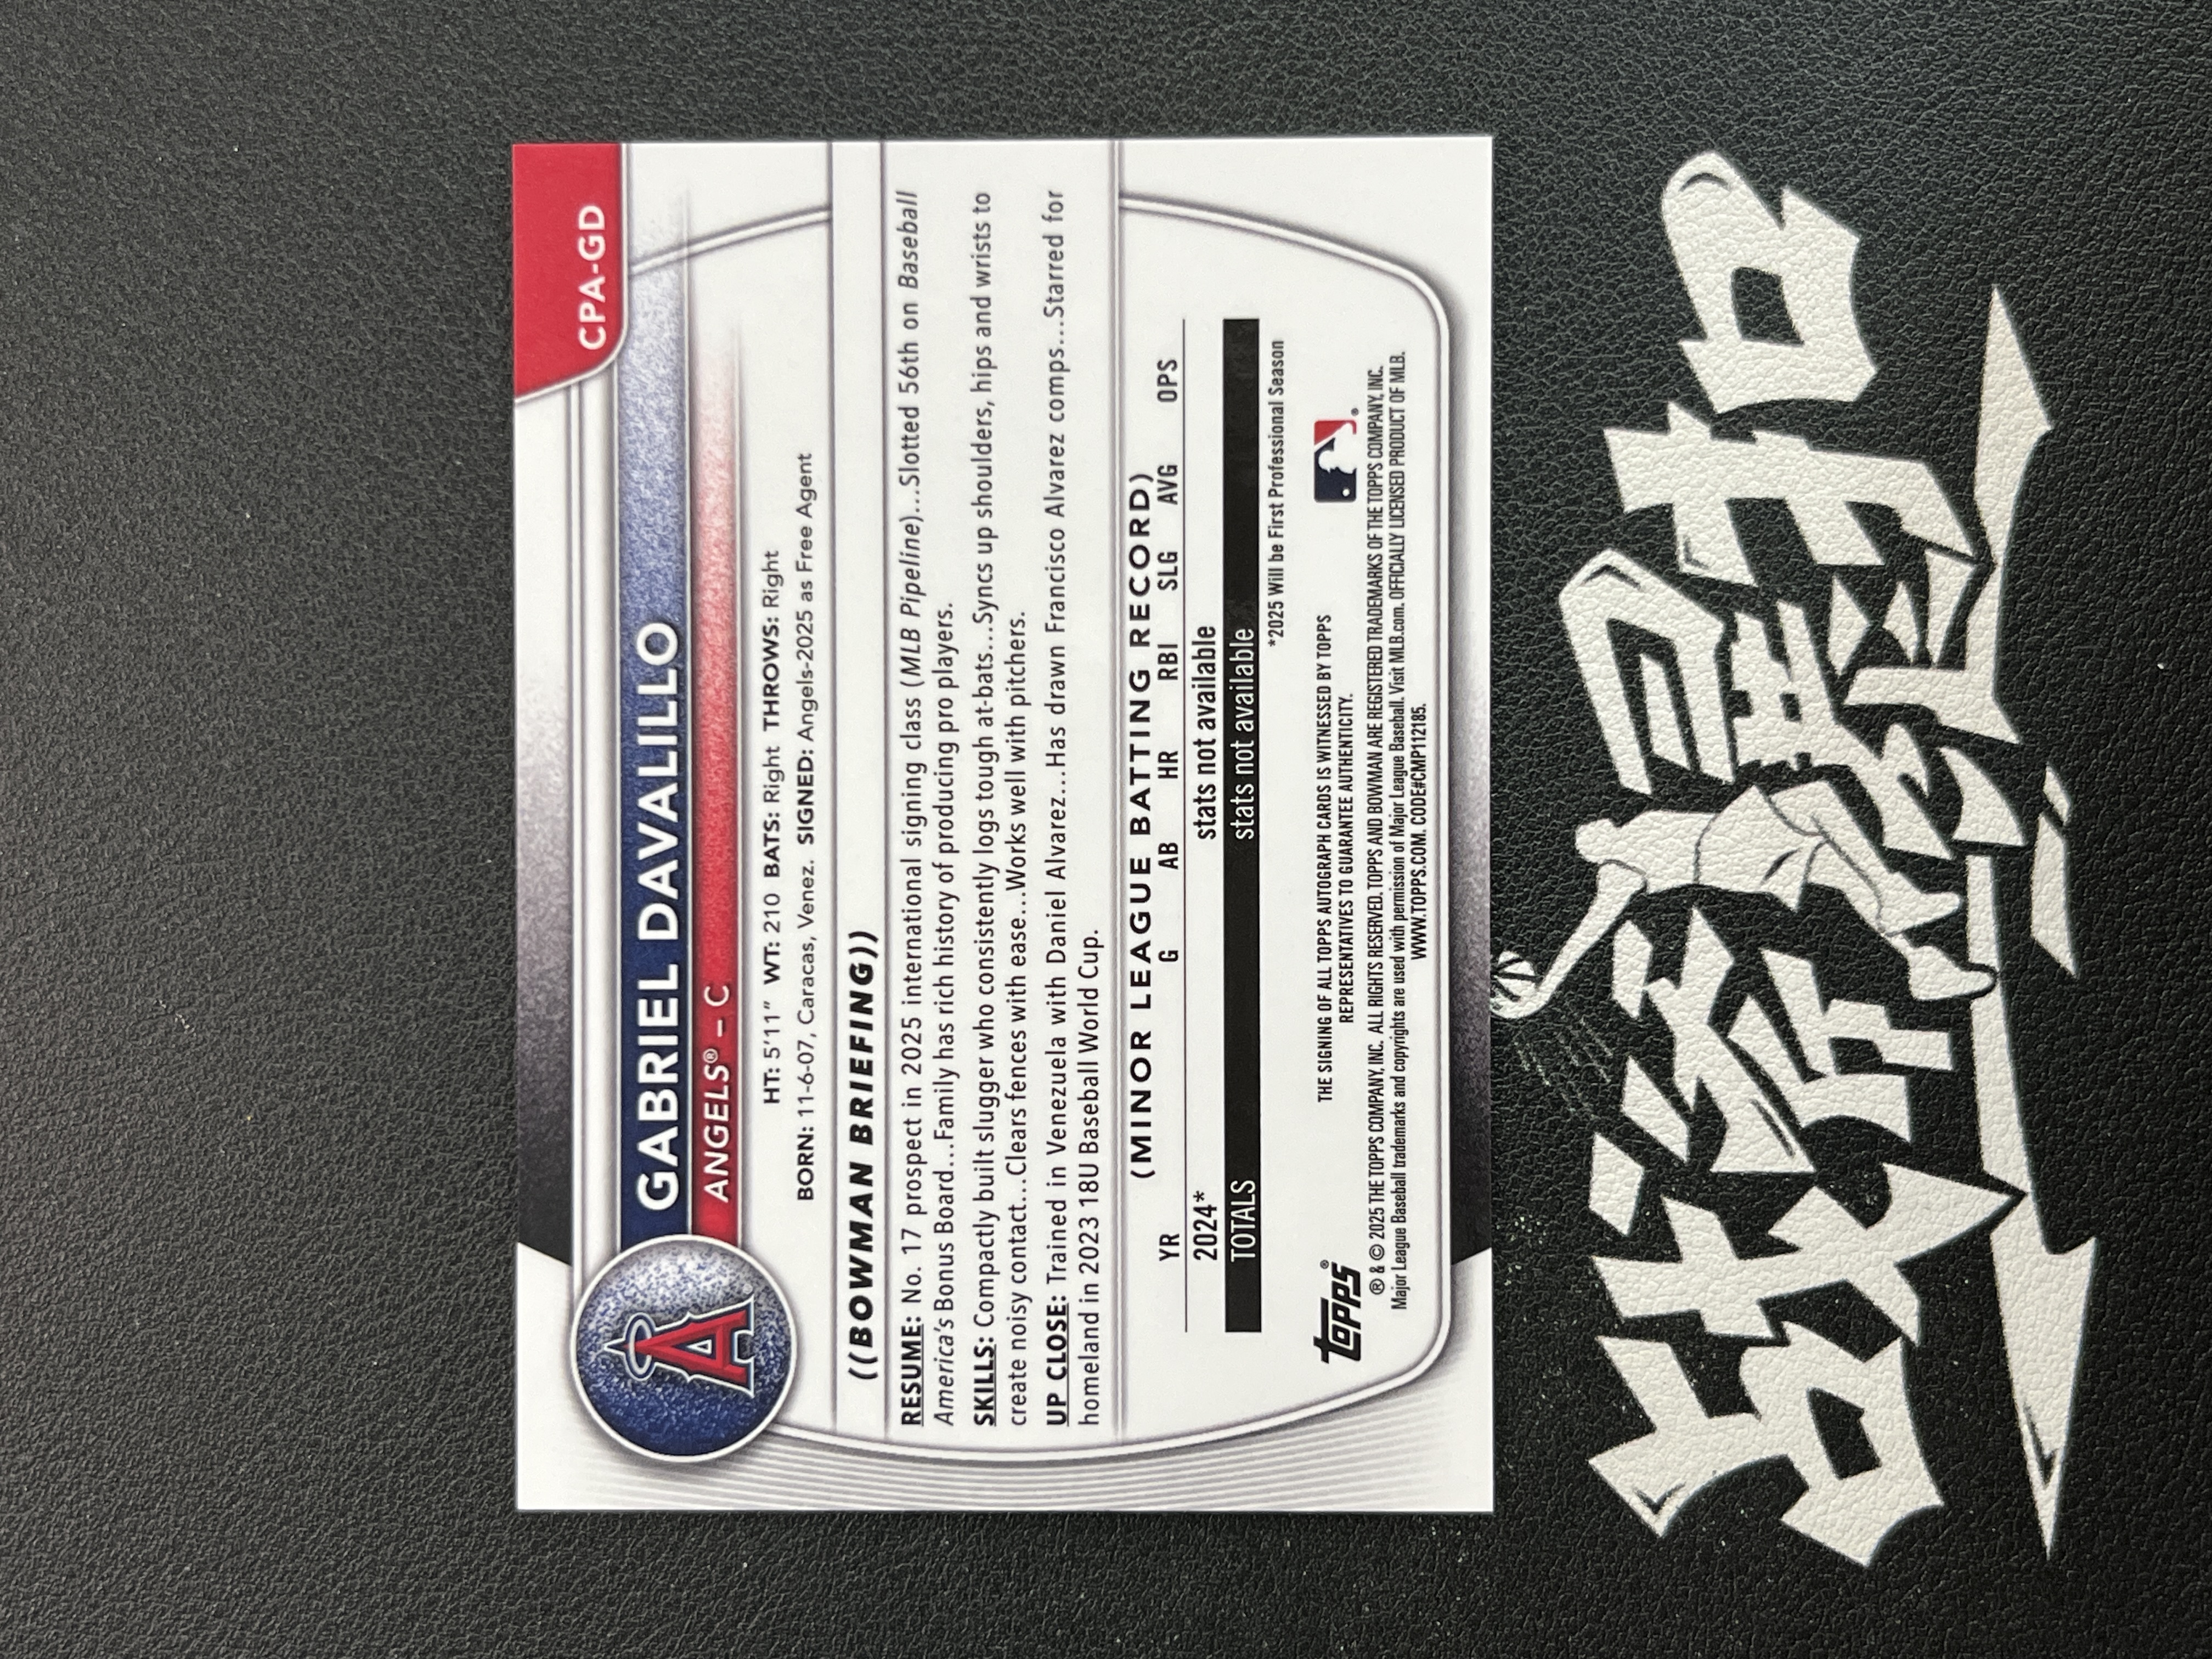 CPA-GD
GABRIEL DAVALILLO
ANGELS® – C
HT: 5'11" WT: 210 BATS: Right THROWS: Right
BORN: 11-6-07, Caracas, Venez. SIGNED: Angels-2025 as Free Agent
((BOWMAN BRIEFING))
RESUME: No. 17 prospect in 2025 international signing class (MLB Pipeline)...Slotted 56th on Baseball
America's Bonus Board...Family has rich history of producing pro players.
SKILLS: Compactly built slugger who consistently logs tough at-bats...Syncs up shoulders, hips and wrists to
create noisy contact...Clears fences with ease...Works well with pitchers.
UP CLOSE: Trained in Venezuela with Daniel Alvarez...Has drawn Francisco Alvarez comps...Starred for
homeland in 2023 18U Baseball World Cup.
(MINOR LEAGUE BATTING RECORD)
YR G AB HR RBI SLG AVG OPS
2024* stats not available
TOTALS stats not available
*2025 Will be First Professional Season
THE SIGNING OF ALL TOPPS AUTOGRAPH CARDS IS WITNESSED BY TOPPS
REPRESENTATIVES TO GUARANTEE AUTHENTICITY.
topps®
® & © 2025 THE TOPPS COMPANY, INC. ALL RIGHTS RESERVED. TOPPS AND BOWMAN ARE REGISTERED TRADEMARKS OF THE TOPPS COMPANY, INC.
Major League Baseball trademarks and copyrights are used with permission of Major League Baseball. Visit MLB.com. OFFICIALLY LICENSED PRODUCT OF MLB.
WWW.TOPPS.COM. CODE#CMP112185.